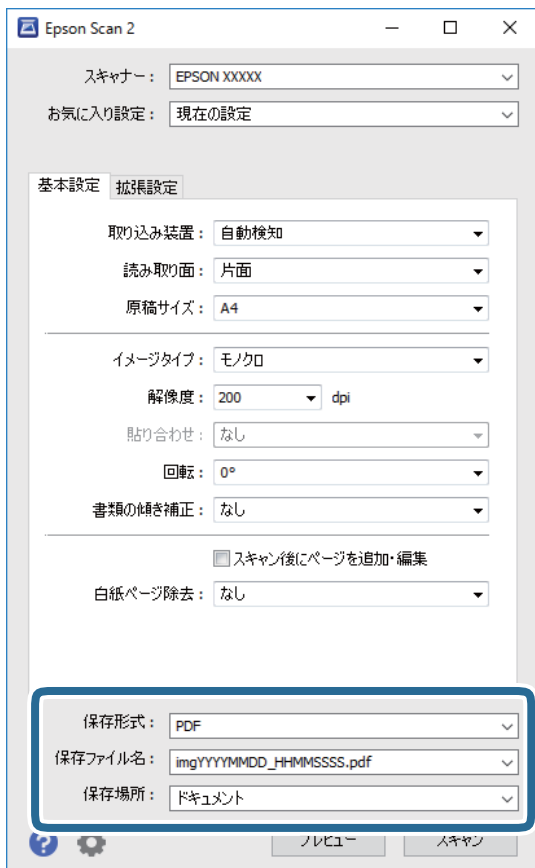 Epson Scan 2
スキャナー： EPSON XXXXX
お気に入り設定： 現在の設定
基本設定 拡張設定
取り込み装置： 自動検知
読み取り面： 片面
原稿サイズ： A4
イメージタイプ： モノクロ
解像度： 200 dpi
貼り合わせ： なし
回転： 0°
書類の傾き補正： なし
スキャン後にページを追加・編集
白紙ページ除去： なし
保存形式： PDF
保存ファイル名： imgYYYYMMDD_HHMMSSSS.pdf
保存場所： ドキュメント
? プレビュー スキャン